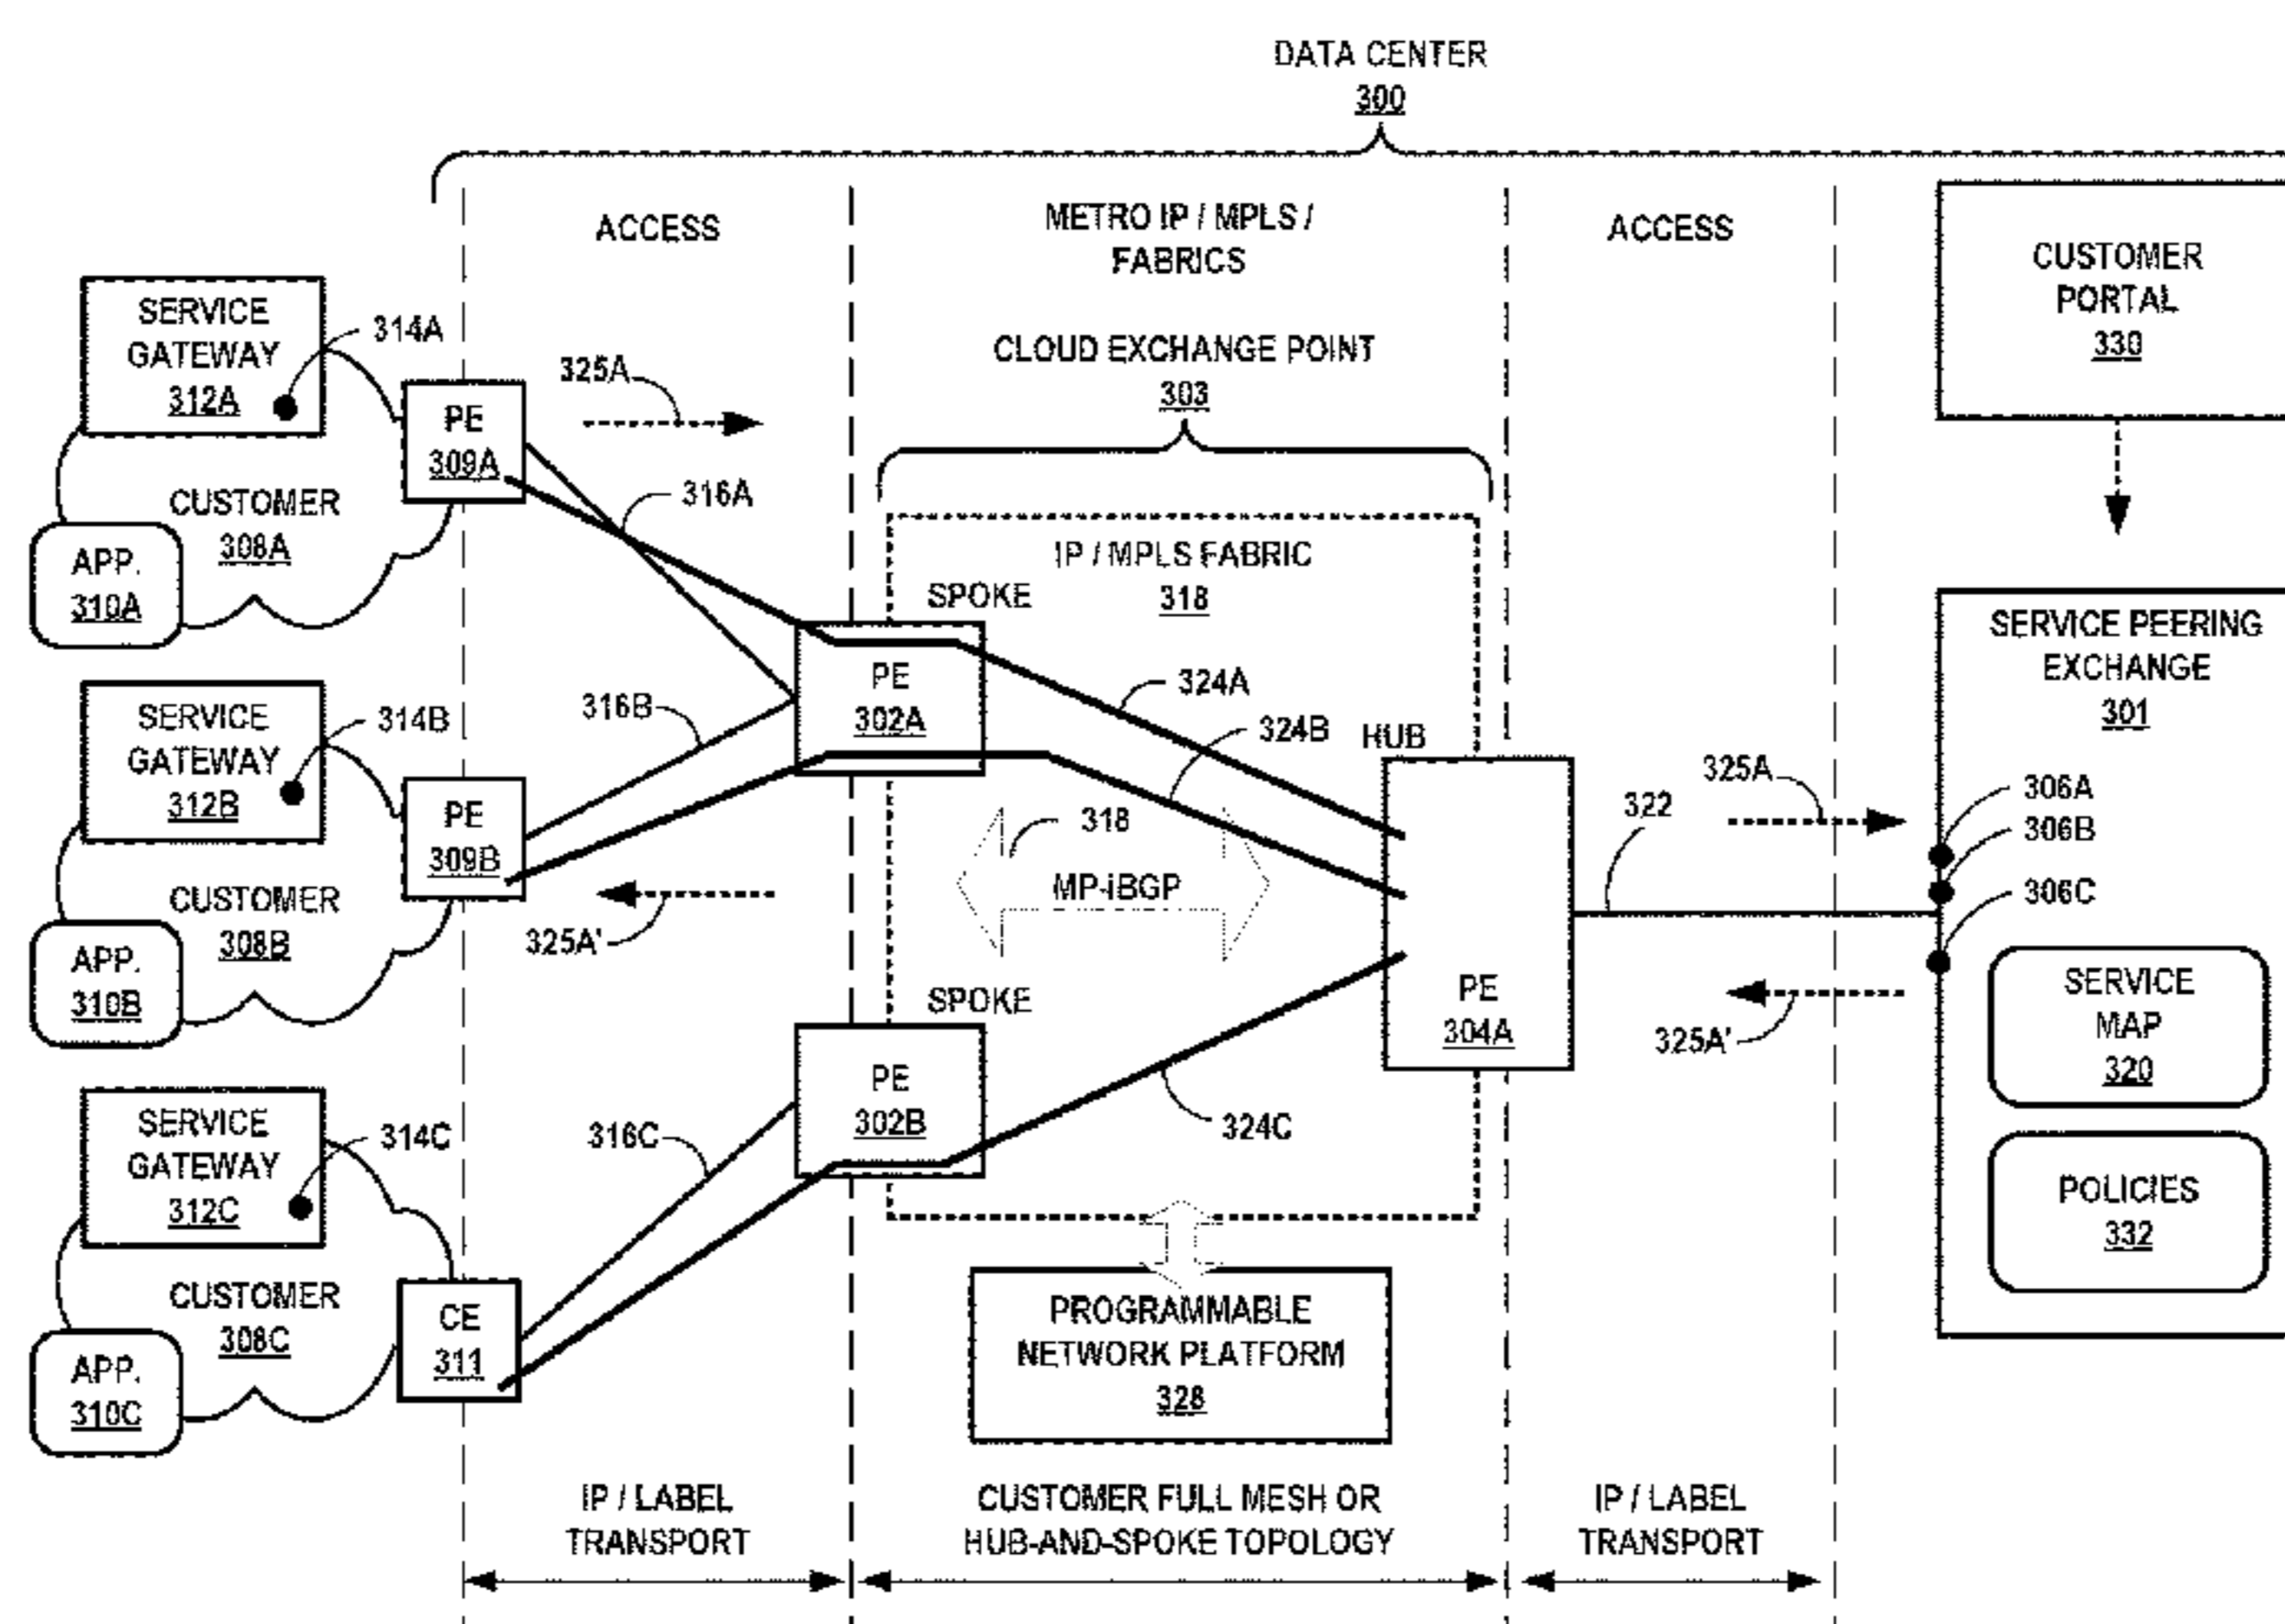 DATA CENTER
300
ACCESS
METRO IP / MPLS /
FABRICS
ACCESS
CUSTOMER
PORTAL
330
CLOUD EXCHANGE POINT
303
SERVICE
GATEWAY
312A
314A
PE
309A
325A
316A
CUSTOMER
308A
APP.
310A
IP / MPLS FABRIC
318
SPOKE
PE
302A
324A
324B
HUB
SERVICE PEERING
EXCHANGE
301
SERVICE
GATEWAY
312B
314B
316B
PE
309B
CUSTOMER
308B
APP.
310B
325A'
318
MP-iBGP
322
325A
306A
306B
306C
SPOKE
PE
302B
PE
304A
325A'
SERVICE
MAP
320
SERVICE
GATEWAY
312C
314C
316C
324C
POLICIES
332
CUSTOMER
308C
CE
311
APP.
310C
PROGRAMMABLE
NETWORK PLATFORM
328
IP / LABEL
TRANSPORT
CUSTOMER FULL MESH OR
HUB-AND-SPOKE TOPOLOGY
IP / LABEL
TRANSPORT